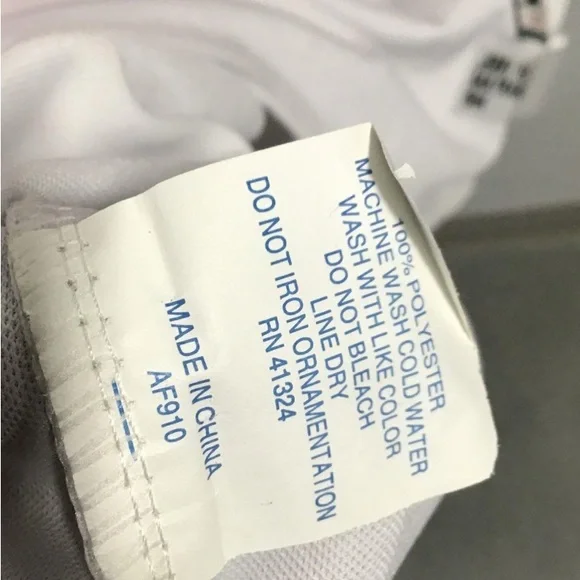 100% POLYESTER
MACHINE WASH COLD WATER
WASH WITH LIKE COLOR
DO NOT BLEACH
LINE DRY
DO NOT IRON ORNAMENTATION
RN 41324
MADE IN CHINA
AF910